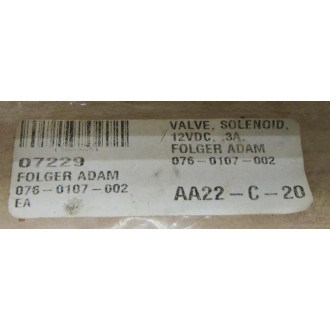 07229
FOLGER ADAM
076-0107-002
EA
VALVE, SOLENOID,
12VDC, .3A.
FOLGER ADAM
076-0107-002
AA22-C-20